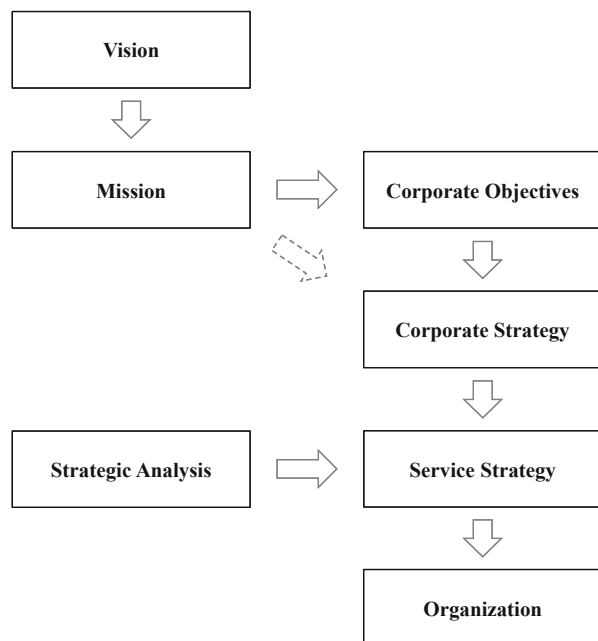 Vision
Mission
Corporate Objectives
Corporate Strategy
Strategic Analysis
Service Strategy
Organization